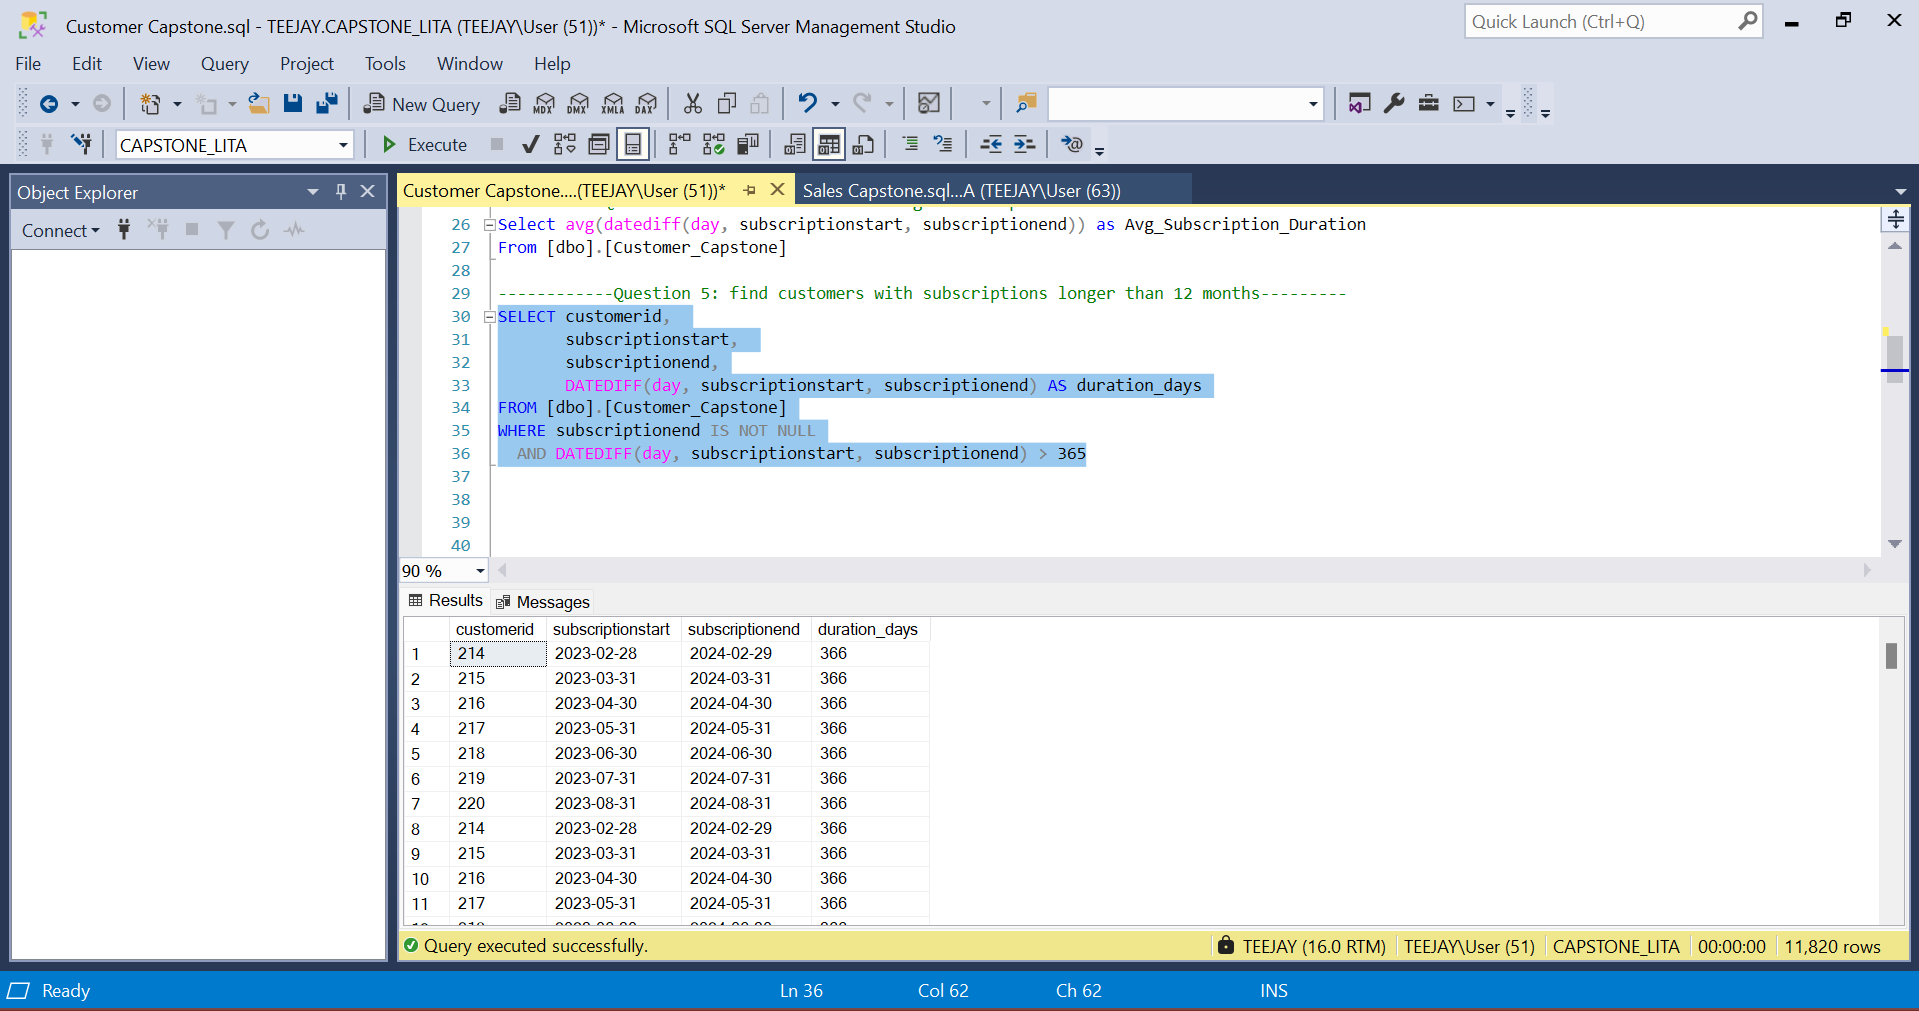 Customer Capstone.sql - TEEJAY.CAPSTONE_LITA (TEEJAY\User (51))* - Microsoft SQL Server Management Studio
Quick Launch (Ctrl+Q)
File Edit View Query Project Tools Window Help
New Query MDX DMX XMLA DAX
CAPSTONE_LITA Execute
Object Explorer
Connect
Customer Capstone....(TEEJAY\User (51))* Sales Capstone.sql...A (TEEJAY\User (63))
26 Select avg(datediff(day, subscriptionstart, subscriptionend)) as Avg_Subscription_Duration
27 From [dbo].[Customer_Capstone]
28
29 ------------Question 5: find customers with subscriptions longer than 12 months---------
30 SELECT customerid,
31 subscriptionstart,
32 subscriptionend,
33 DATEDIFF(day, subscriptionstart, subscriptionend) AS duration_days
34 FROM [dbo].[Customer_Capstone]
35 WHERE subscriptionend IS NOT NULL
36 AND DATEDIFF(day, subscriptionstart, subscriptionend) > 365
37
38
39
40
90 %
Results Messages
customerid subscriptionstart subscriptionend duration_days
1 214 2023-02-28 2024-02-29 366
2 215 2023-03-31 2024-03-31 366
3 216 2023-04-30 2024-04-30 366
4 217 2023-05-31 2024-05-31 366
5 218 2023-06-30 2024-06-30 366
6 219 2023-07-31 2024-07-31 366
7 220 2023-08-31 2024-08-31 366
8 214 2023-02-28 2024-02-29 366
9 215 2023-03-31 2024-03-31 366
10 216 2023-04-30 2024-04-30 366
11 217 2023-05-31 2024-05-31 366
Query executed successfully. TEEJAY (16.0 RTM) TEEJAY\User (51) CAPSTONE_LITA 00:00:00 11,820 rows
Ready Ln 36 Col 62 Ch 62 INS